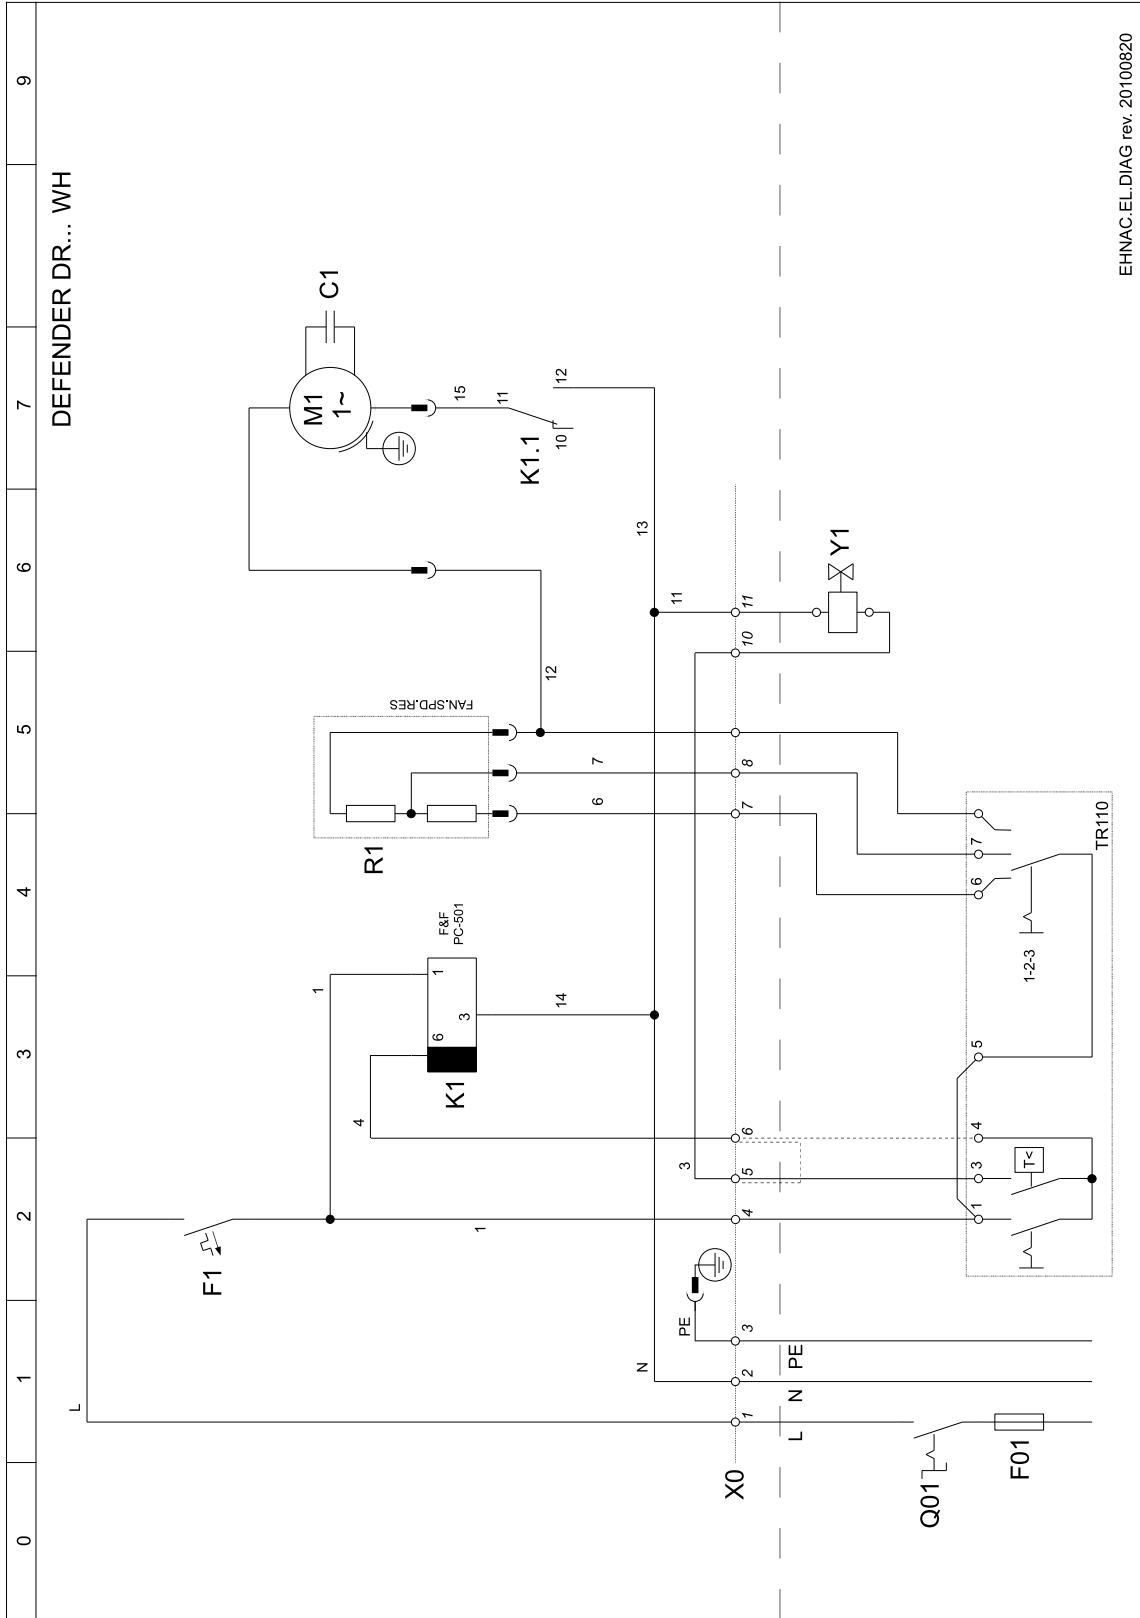 0 1 2 3 4 5 6 7 9
DEFENDER DR... WH
L
F1
1
1
4
K1
6
3
1
F&F
PC-501
14
R1
FAN.SPD.RES
6
7
12
M1
1~
C1
15
11
K1.1
10
12
13
11
N
PE
3
X0
1
2
3
4
5
6
7
8
10
11
L
N
PE
Y1
Q01
F01
1
3
4
5
6
7
T<
1-2-3
TR110
EHNAC.EL.DIAG rev. 20100820